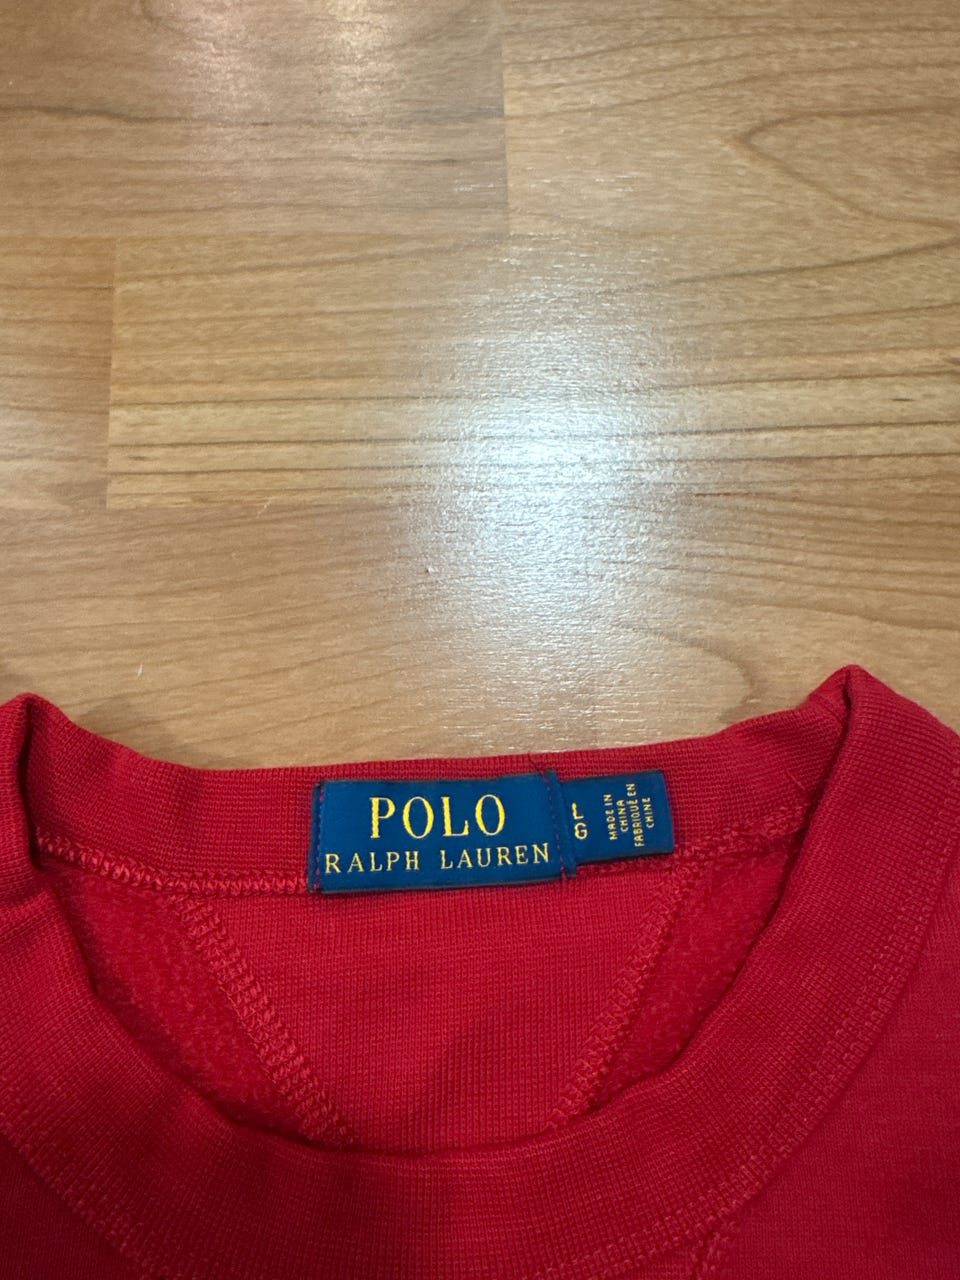 POLO
RALPH LAUREN
L
G
MADE IN
CHINA
FABRIQUÉ EN
CHINE